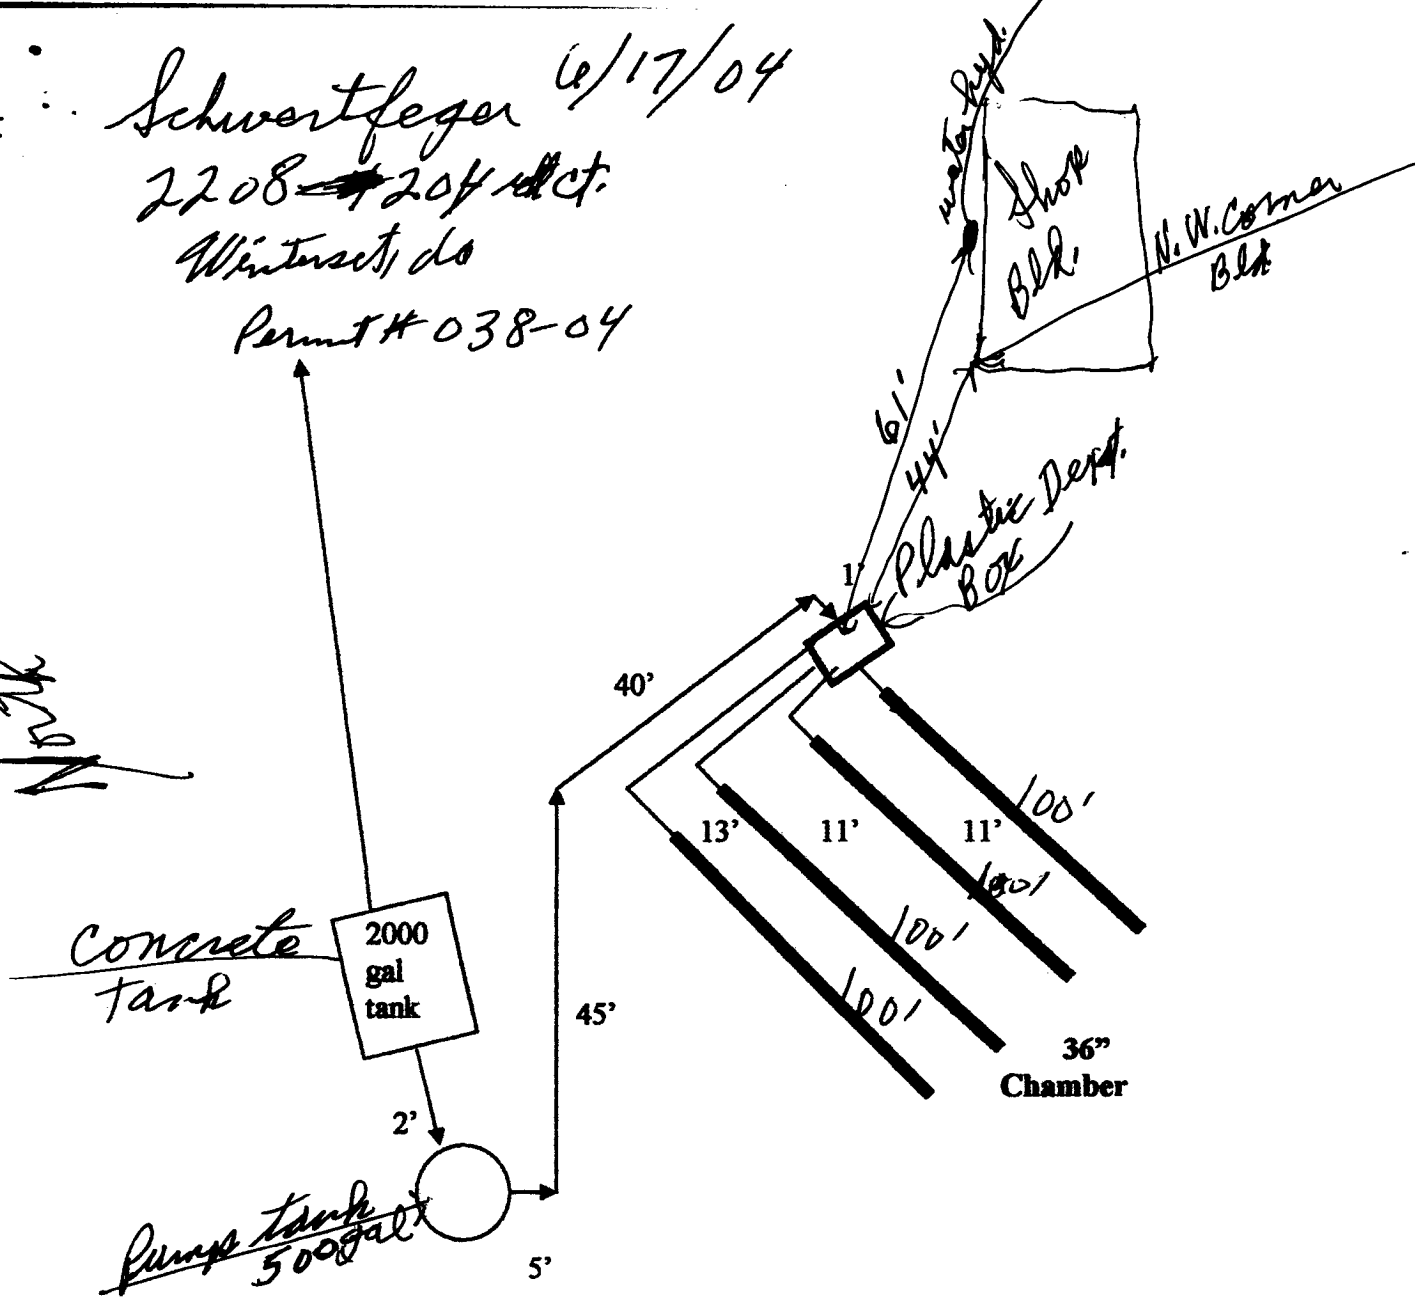 Schwertfeger 6/17/04
2208 204 ct.
Winterset, Ia
Permit # 038-04
water hyd.
Shop
Bld.
N.W. Corner
Bld.
61'
44'
Plastic Dept.
Box
1'
North
40'
13'
11'
11'
100'
100'
100'
100'
Concrete
Tank
2000
gal
tank
45'
36”
Chamber
2'
Pump tank
500 gal
5'